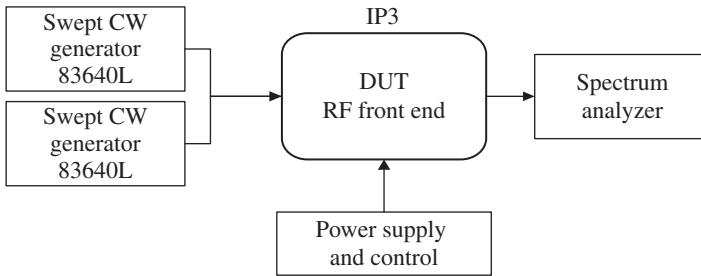 Swept CW
generator
83640L
Swept CW
generator
83640L
IP3
DUT
RF front end
Spectrum
analyzer
Power supply
and control